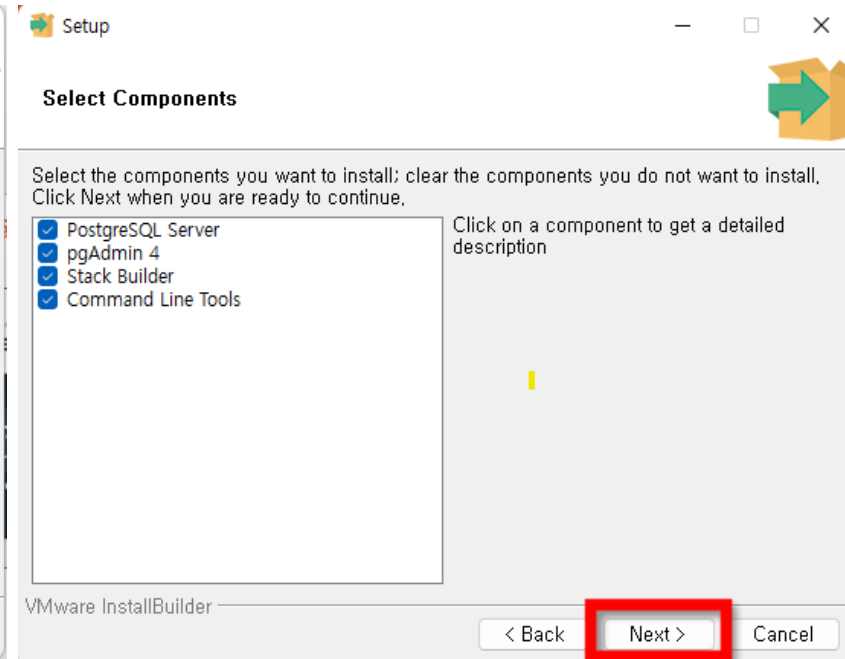 Setup
Select Components
Select the components you want to install; clear the components you do not want to install.
Click Next when you are ready to continue.
PostgreSQL Server
pgAdmin 4
Stack Builder
Command Line Tools
Click on a component to get a detailed
description
VMware InstallBuilder
< Back
Next >
Cancel